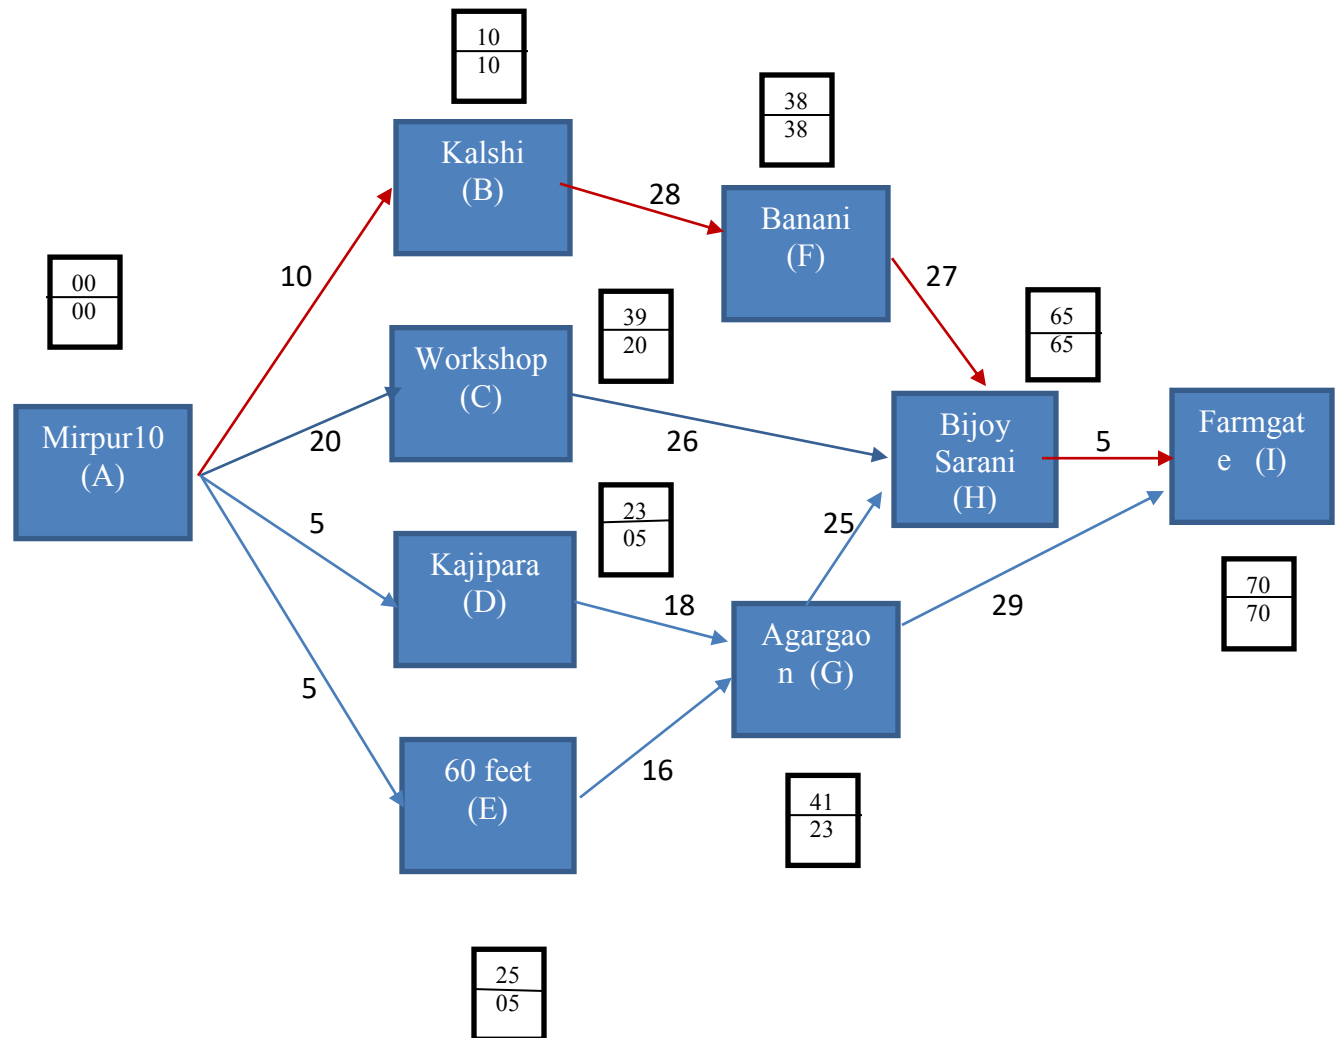 10
10
38
38
Kalshi
(B)
28
Banani
(F)
00
00
10
27
39
20
65
65
Workshop
(C)
Mirpur10
(A)
20
26
Bijoy
Sarani
(H)
5
Farmgat
e (I)
23
05
5
25
Kajipara
(D)
18
29
70
70
Agargao
n (G)
5
60 feet
(E)
16
41
23
25
05